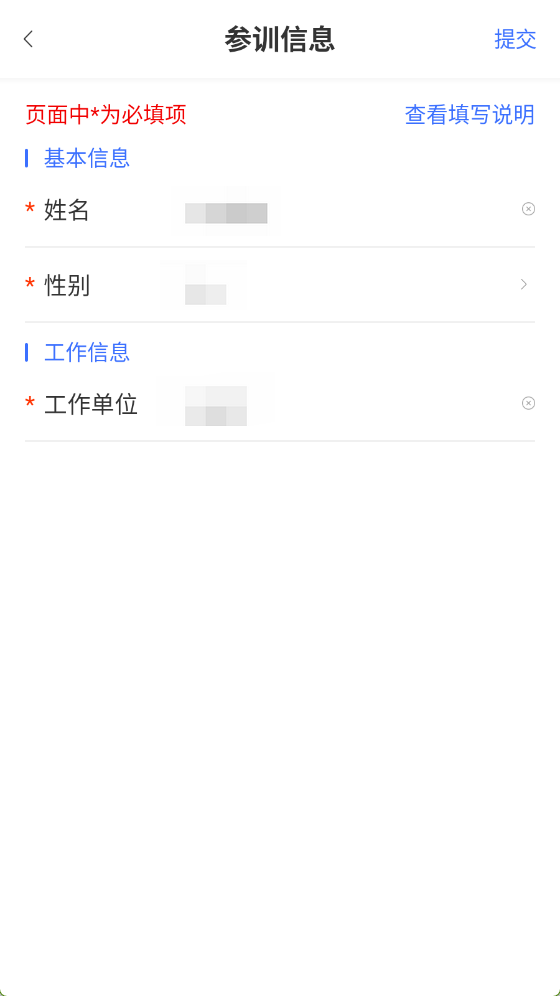 参训信息
提交
页面中*为必填项
查看填写说明
基本信息
* 姓名
* 性别
工作信息
* 工作单位